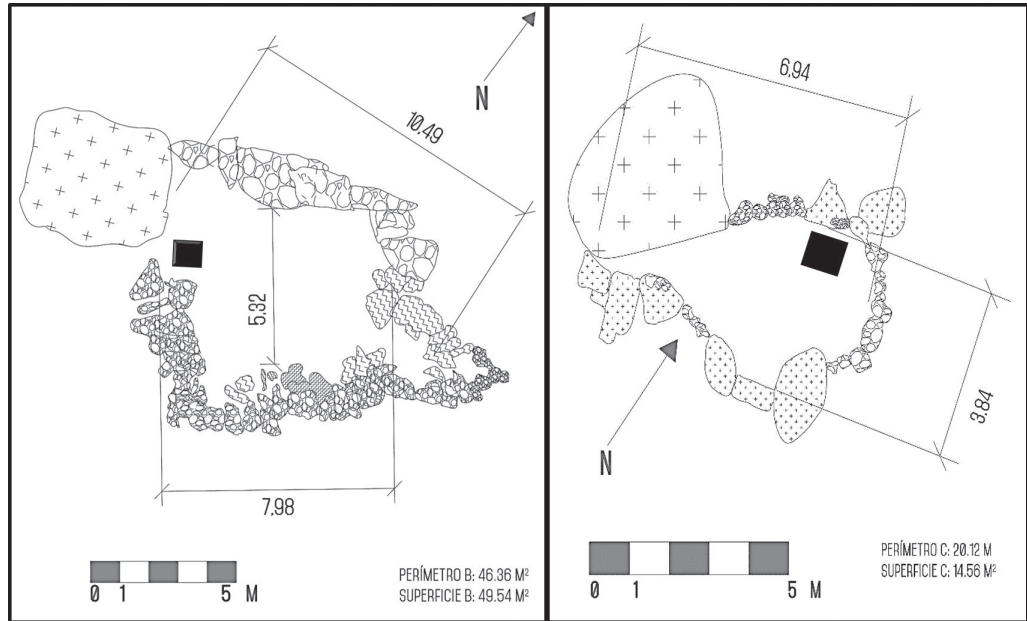 N
10,49
5,32
7,98
0 1 5 M
PERÍMETRO B: 46.36 M²
SUPERFICIE B: 49.54 M²
6,94
3,84
N
0 1 5 M
PERÍMETRO C: 20.12 M
SUPERFICIE C: 14.56 M²